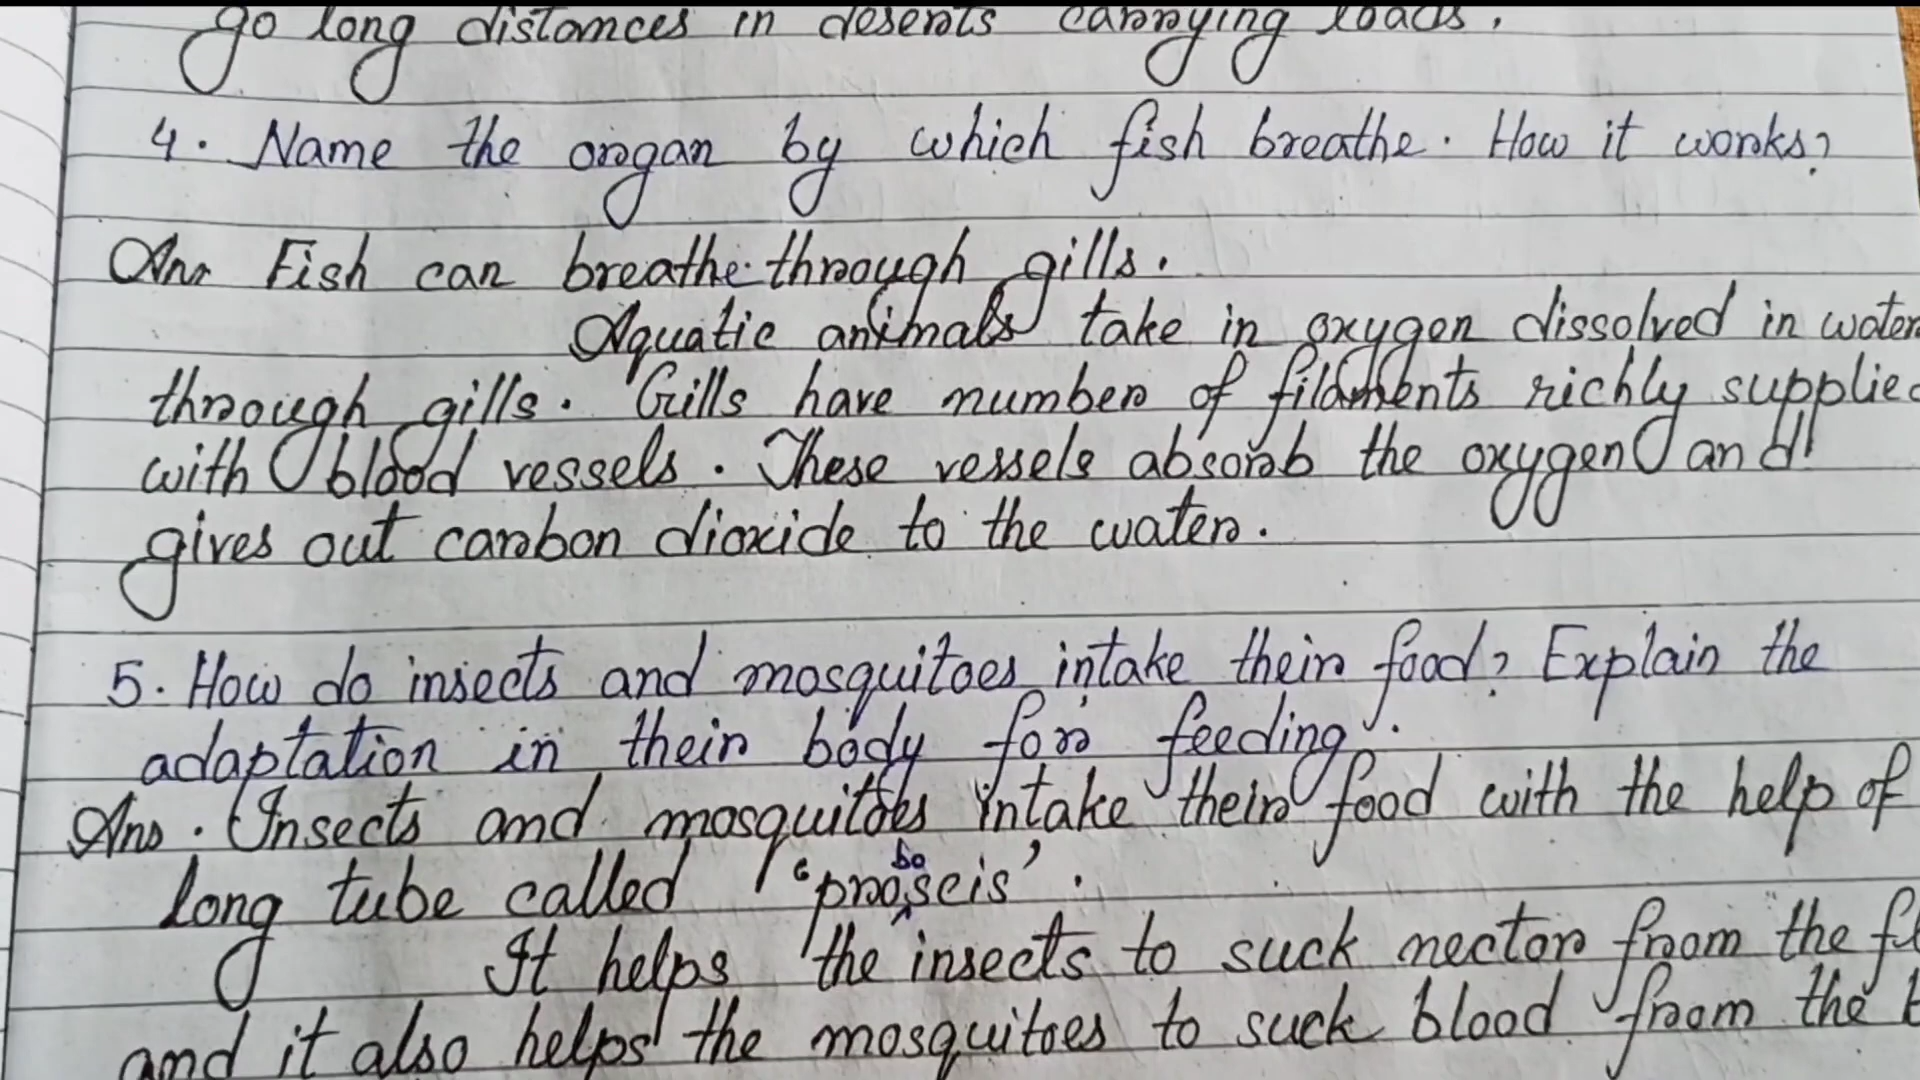 go long distances in deserts carrying loads.
4. Name the organ by which fish breathe. How it works?
Ans Fish can breathe through gills.
Aquatic animals take in oxygen dissolved in water
through gills. Gills have number of filaments richly supplied
with blood vessels. These vessels absorb the oxygen and
gives out carbon dioxide to the water.
5. How do insects and mosquitoes intake their food? Explain the
adaptation in their body for feeding.
Ans. Insects and mosquitoes intake their food with the help of
long tube called 'proboscis'.
It helps the insects to suck nector from the
and it also helps the mosquitoes to suck blood from the